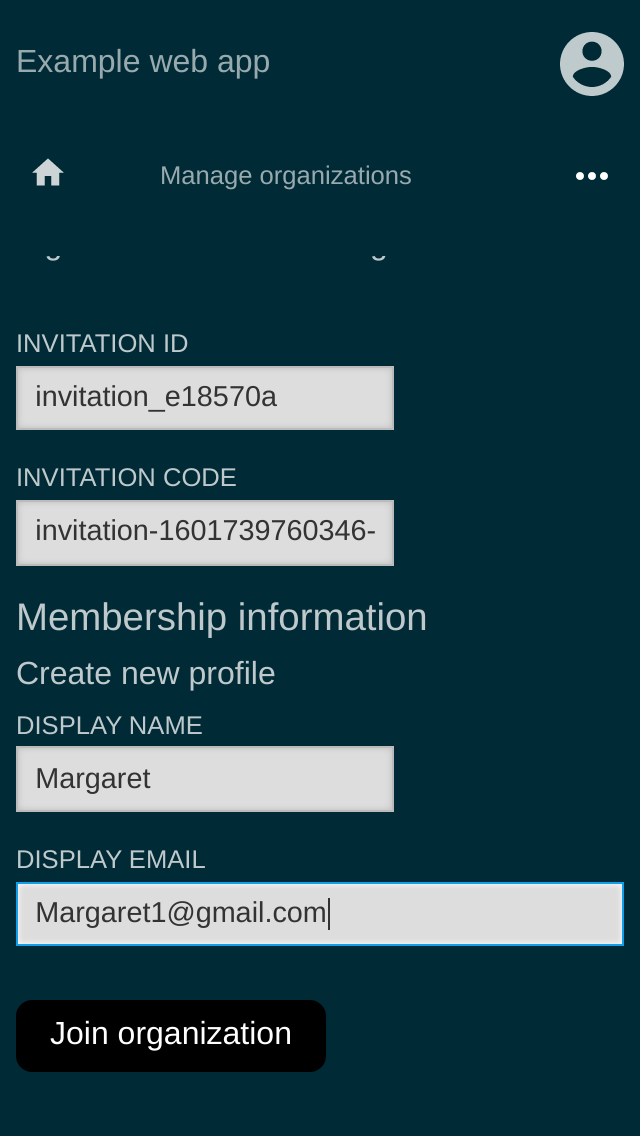 Example web app
Manage organizations
INVITATION ID
invitation_e18570a
INVITATION CODE
invitation-1601739760346-
Membership information
Create new profile
DISPLAY NAME
Margaret
DISPLAY EMAIL
Margaret1@gmail.com
Join organization